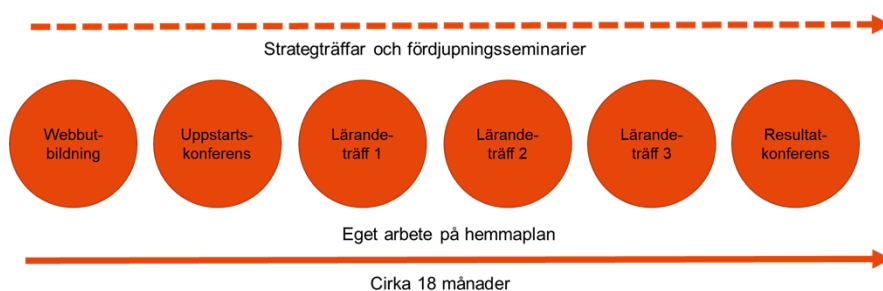 Strategträffar och fördjupningsseminarier
Webbut-
bildning
Uppstarts-
konferens
Lärande-
träff 1
Lärande-
träff 2
Lärande-
träff 3
Resultat-
konferens
Eget arbete på hemmaplan
Cirka 18 månader